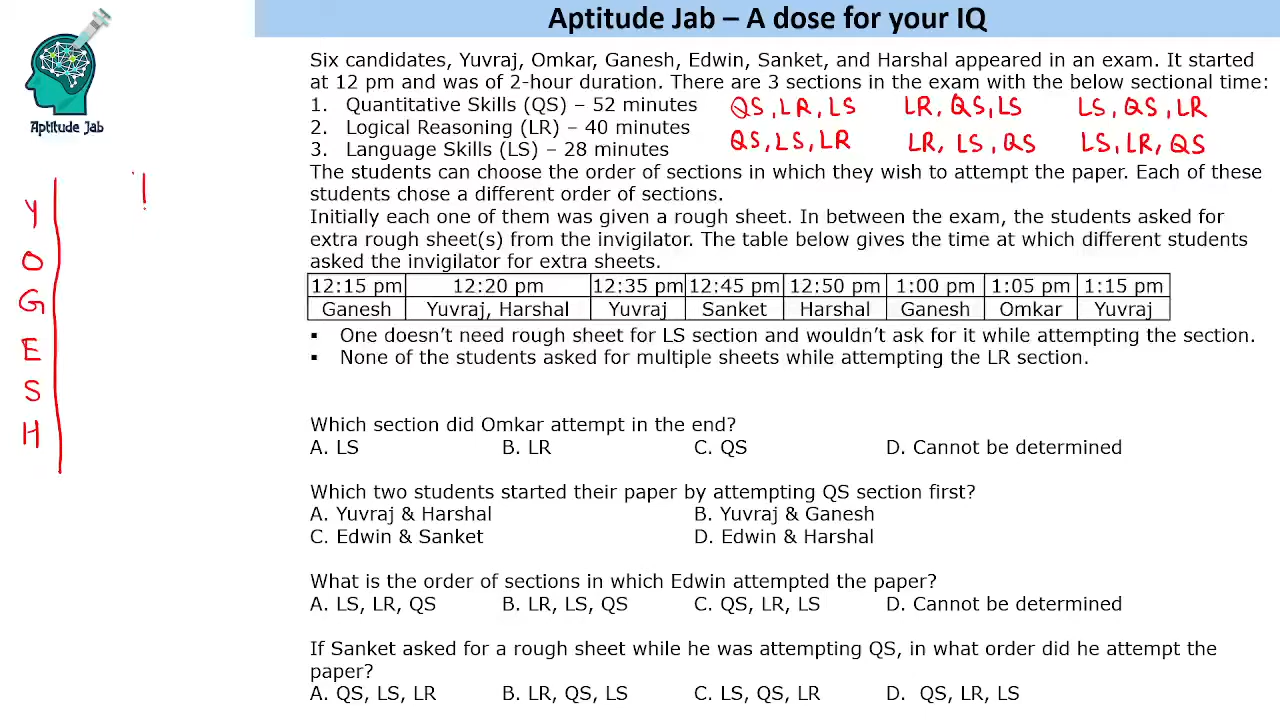 Aptitude Jab – A dose for your IQ
Aptitude Jab
Six candidates, Yuvraj, Omkar, Ganesh, Edwin, Sanket, and Harshal appeared in an exam. It started
at 12 pm and was of 2-hour duration. There are 3 sections in the exam with the below sectional time:
1. Quantitative Skills (QS) – 52 minutes QS, LR, LS LR, QS, LS LS, QS, LR
2. Logical Reasoning (LR) – 40 minutes
3. Language Skills (LS) – 28 minutes QS, LS, LR LR, LS, QS LS, LR, QS
The students can choose the order of sections in which they wish to attempt the paper. Each of these
students chose a different order of sections.
Initially each one of them was given a rough sheet. In between the exam, the students asked for
extra rough sheet(s) from the invigilator. The table below gives the time at which different students
asked the invigilator for extra sheets.
12:15 pm 12:20 pm 12:35 pm 12:45 pm 12:50 pm 1:00 pm 1:05 pm 1:15 pm
Ganesh Yuvraj, Harshal Yuvraj Sanket Harshal Ganesh Omkar Yuvraj
▪ One doesn't need rough sheet for LS section and wouldn't ask for it while attempting the section.
▪ None of the students asked for multiple sheets while attempting the LR section.
Y
O
G
E
S
H
Which section did Omkar attempt in the end?
A. LS B. LR C. QS D. Cannot be determined
Which two students started their paper by attempting QS section first?
A. Yuvraj & Harshal B. Yuvraj & Ganesh
C. Edwin & Sanket D. Edwin & Harshal
What is the order of sections in which Edwin attempted the paper?
A. LS, LR, QS B. LR, LS, QS C. QS, LR, LS D. Cannot be determined
If Sanket asked for a rough sheet while he was attempting QS, in what order did he attempt the
paper?
A. QS, LS, LR B. LR, QS, LS C. LS, QS, LR D. QS, LR, LS